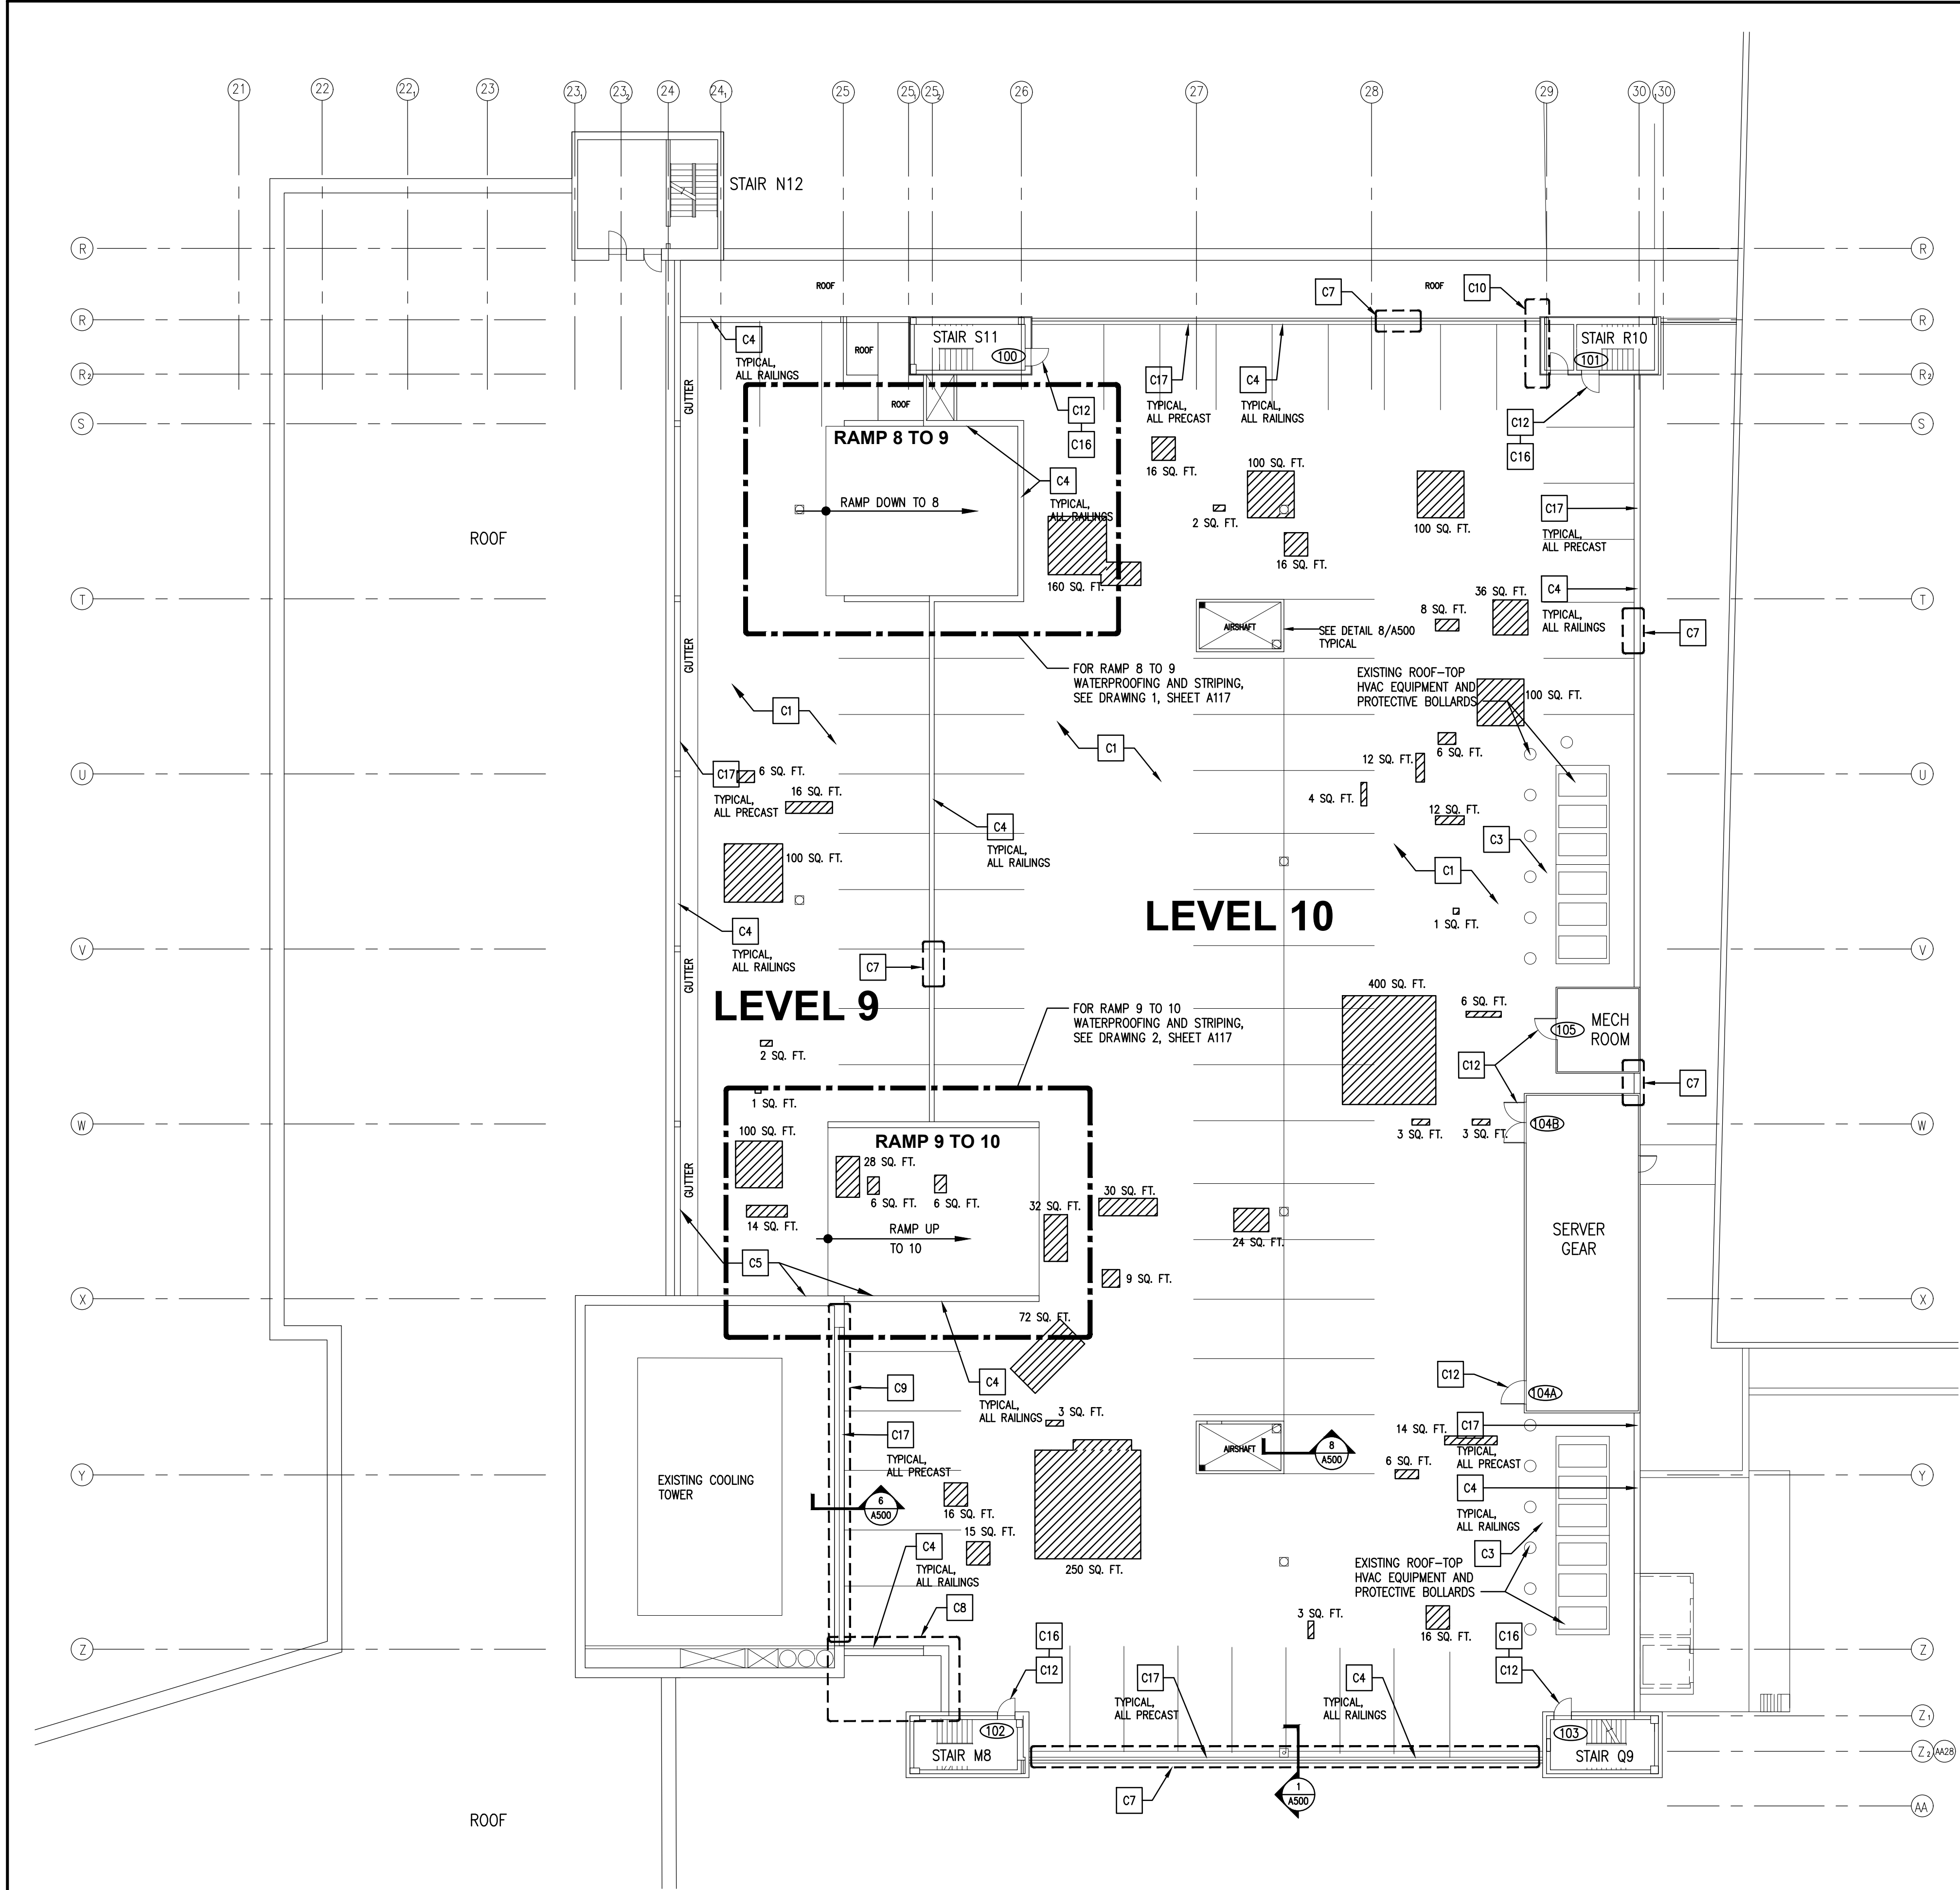 21
22
22₁
23
23₁
23₂
24
24₁
25
25₁
25₂
26
27
28
29
30
₁30
STAIR N12
R
R
ROOF
ROOF
C7
C10
R
R
STAIR S11
100
STAIR R10
101
C4
TYPICAL,
ALL RAILINGS
ROOF
R₂
R₂
GUTTER
C17
TYPICAL,
ALL PRECAST
C4
TYPICAL,
ALL RAILINGS
ROOF
C12
C16
C12
C16
S
S
RAMP 8 TO 9
16 SQ. FT.
100 SQ. FT.
C4
TYPICAL,
ALL RAILINGS
RAMP DOWN TO 8
2 SQ. FT.
100 SQ. FT.
C17
TYPICAL,
ALL PRECAST
ROOF
16 SQ. FT.
160 SQ. FT.
36 SQ. FT.
C4
TYPICAL,
ALL RAILINGS
T
T
8 SQ. FT.
AIRSHAFT
SEE DETAIL 8/A500
TYPICAL
C7
GUTTER
FOR RAMP 8 TO 9
WATERPROOFING AND STRIPING,
SEE DRAWING 1, SHEET A117
EXISTING ROOF-TOP
HVAC EQUIPMENT AND
PROTECTIVE BOLLARDS
100 SQ. FT.
C1
C1
6 SQ. FT.
12 SQ. FT.
U
U
C17
TYPICAL,
ALL PRECAST
6 SQ. FT.
16 SQ. FT.
4 SQ. FT.
12 SQ. FT.
C4
TYPICAL,
ALL RAILINGS
C3
100 SQ. FT.
C1
LEVEL 10
1 SQ. FT.
C4
TYPICAL,
ALL RAILINGS
V
V
C7
GUTTER
400 SQ. FT.
LEVEL 9
FOR RAMP 9 TO 10
WATERPROOFING AND STRIPING,
SEE DRAWING 2, SHEET A117
6 SQ. FT.
105
MECH
ROOM
2 SQ. FT.
C12
C7
1 SQ. FT.
W
W
100 SQ. FT.
RAMP 9 TO 10
3 SQ. FT.
3 SQ. FT.
104B
28 SQ. FT.
GUTTER
6 SQ. FT.
6 SQ. FT.
30 SQ. FT.
32 SQ. FT.
14 SQ. FT.
RAMP UP
TO 10
24 SQ. FT.
SERVER
GEAR
C5
9 SQ. FT.
X
X
72 SQ. FT.
C9
C4
TYPICAL,
ALL RAILINGS
C12
104A
3 SQ. FT.
C17
TYPICAL,
ALL PRECAST
14 SQ. FT.
C17
TYPICAL,
ALL PRECAST
AIRSHAFT
8
A500
6 SQ. FT.
Y
Y
EXISTING COOLING
TOWER
6
A500
16 SQ. FT.
C4
TYPICAL,
ALL RAILINGS
15 SQ. FT.
C4
TYPICAL,
ALL RAILINGS
C3
250 SQ. FT.
EXISTING ROOF-TOP
HVAC EQUIPMENT AND
PROTECTIVE BOLLARDS
C8
3 SQ. FT.
16 SQ. FT.
Z
Z
C16
C12
C16
C12
C17
TYPICAL,
ALL PRECAST
C4
TYPICAL,
ALL RAILINGS
Z₁
102
STAIR M8
103
STAIR Q9
Z₂
AA28
C7
1
A500
ROOF
AA